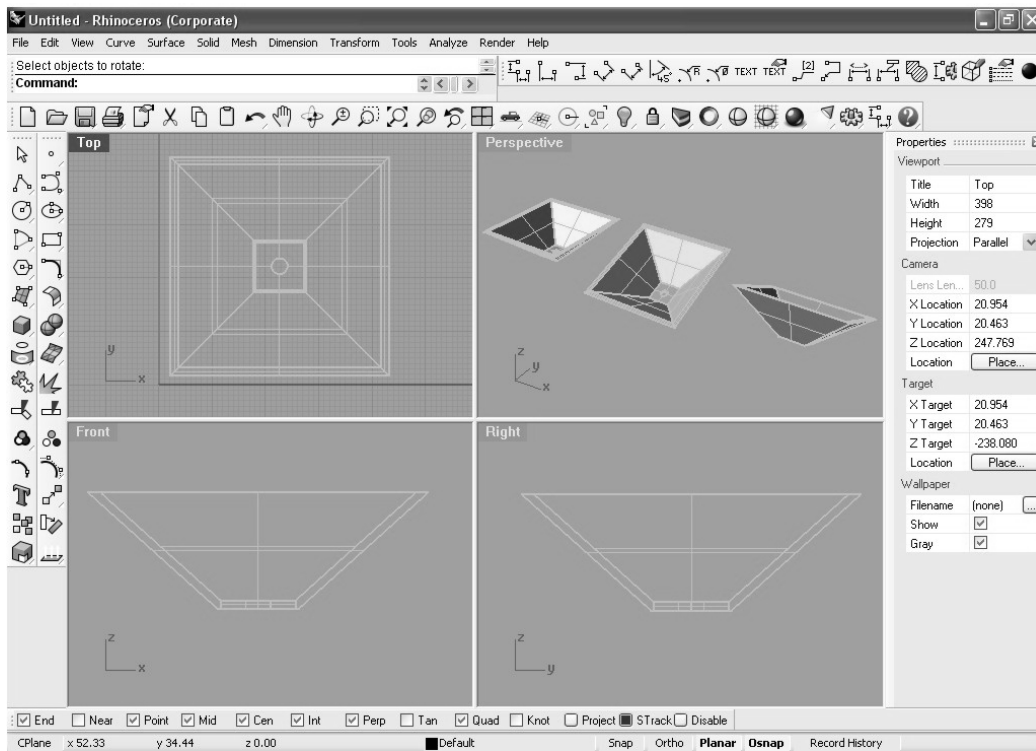 Untitled - Rhinoceros (Corporate)
File Edit View Curve Surface Solid Mesh Dimension Transform Tools Analyze Render Help
Select objects to rotate:
Command:
TEXT TEXT
Top
Perspective
Front
Right
y
x
z
y
x
z
x
z
y
Properties
Viewport
Title Top
Width 398
Height 279
Projection Parallel
Camera
Lens Len... 50.0
X Location 20.954
Y Location 20.463
Z Location 247.769
Location Place...
Target
X Target 20.954
Y Target 20.463
Z Target -238.080
Location Place...
Wallpaper
Filename (none) ...
Show
Gray
End Near Point Mid Cen Int Perp Tan Quad Knot Project STrack Disable
CPlane x 52.33 y 34.44 z 0.00 Default Snap Ortho Planar Osnap Record History